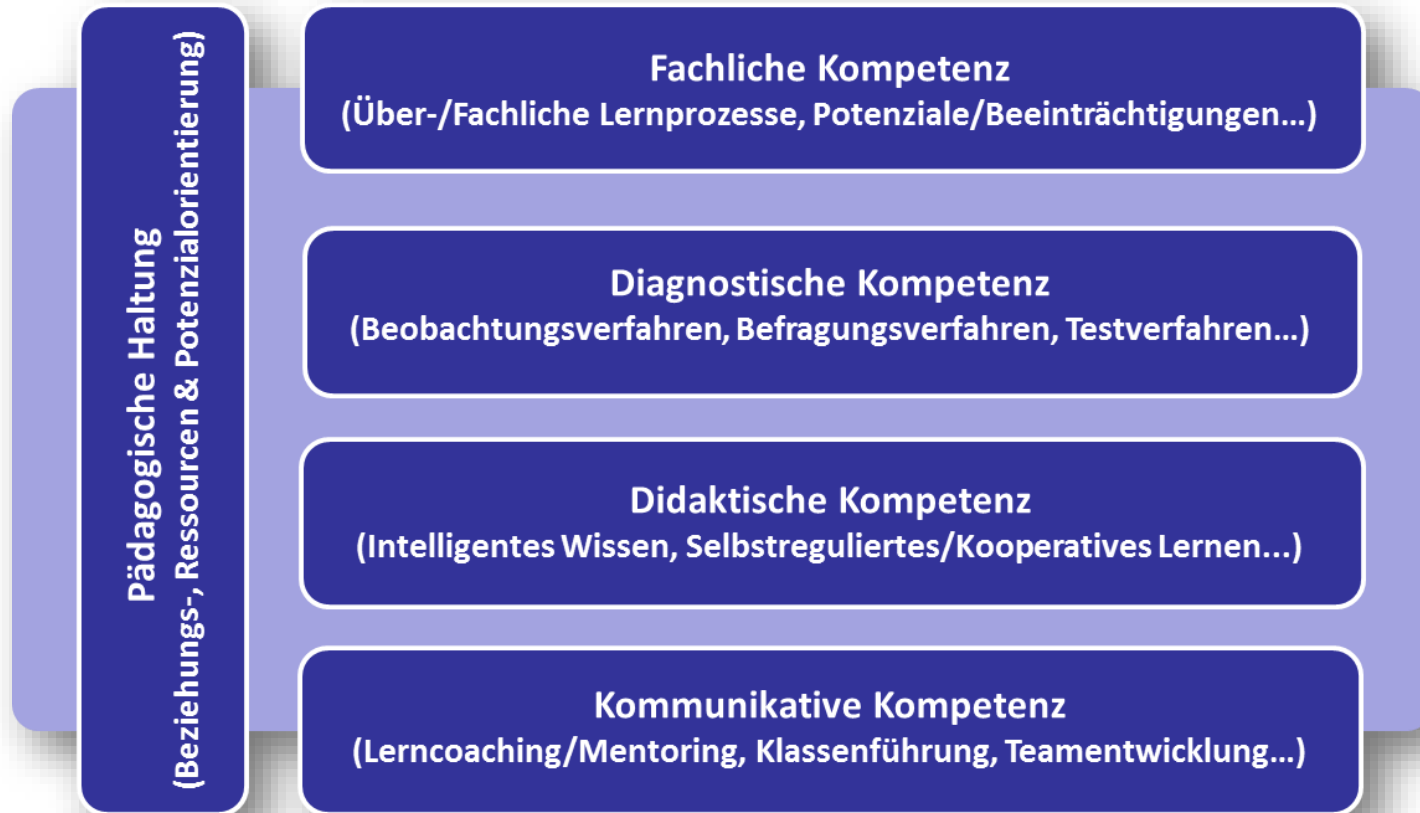 Pädagogische Haltung
(Beziehungs-, Ressourcen & Potenzialorientierung)
Fachliche Kompetenz
(Über-/Fachliche Lernprozesse, Potenziale/Beeinträchtigungen...)
Diagnostische Kompetenz
(Beobachtungsverfahren, Befragungsverfahren, Testverfahren...)
Didaktische Kompetenz
(Intelligentes Wissen, Selbstreguliertes/Kooperatives Lernen...)
Kommunikative Kompetenz
(Lerncoaching/Mentoring, Klassenführung, Teamentwicklung...)